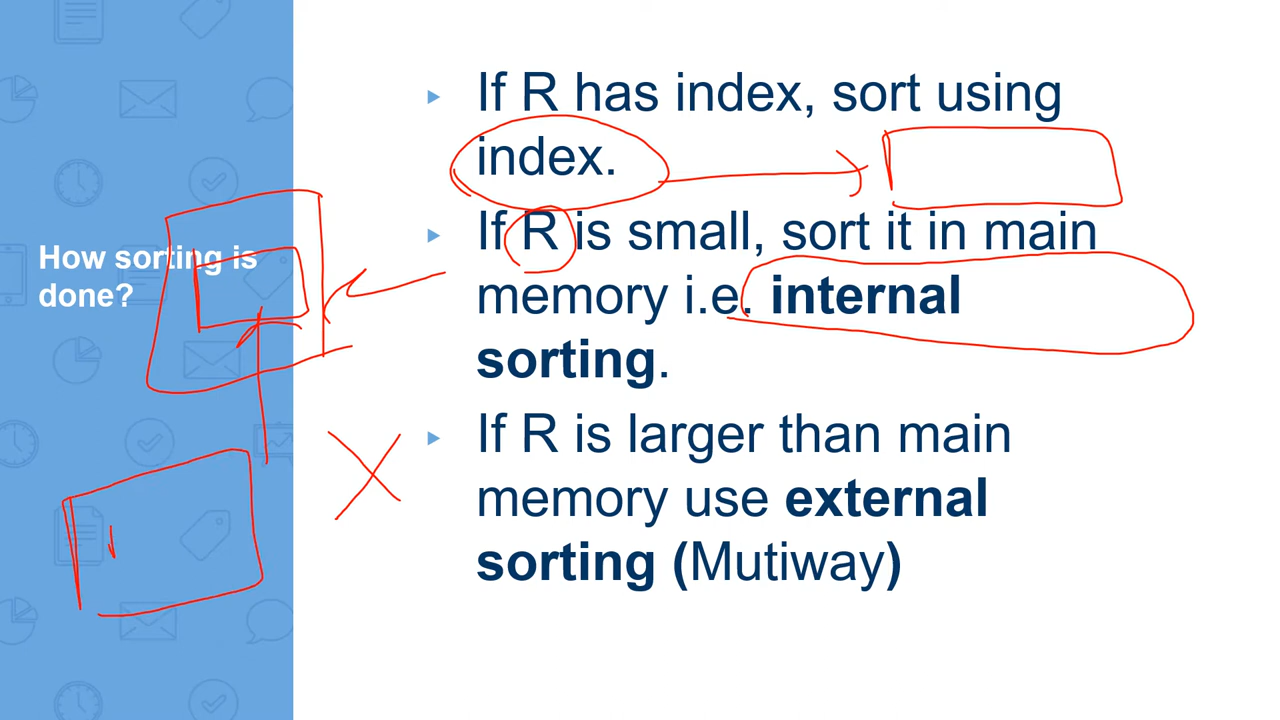 How sorting is
done?
▸ If R has index, sort using
index.
▸ If R is small, sort it in main
memory i.e. internal
sorting.
▸ If R is larger than main
memory use external
sorting (Mutiway)